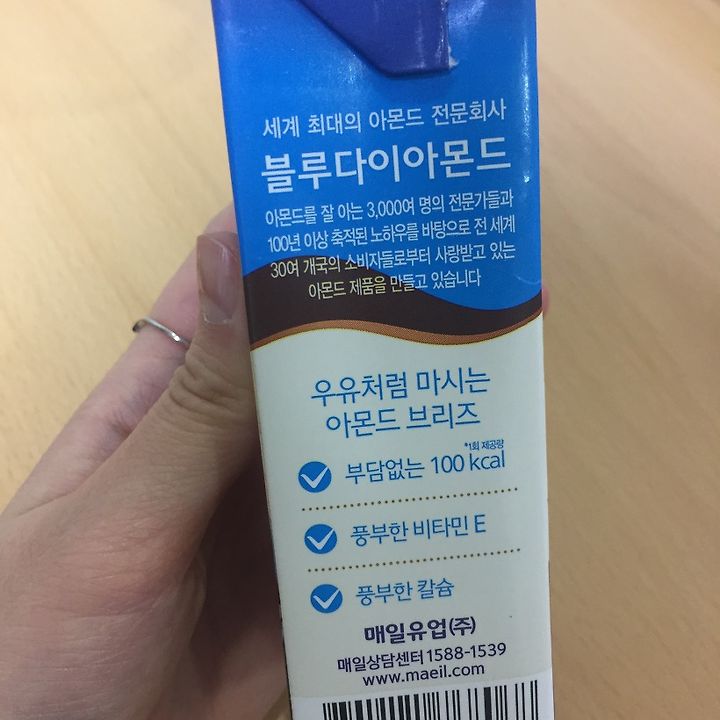 세계 최대의 아몬드 전문회사
블루다이아몬드
아몬드를 잘 아는 3,000여 명의 전문가들과
100년 이상 축적된 노하우를 바탕으로 전 세계
30여 개국의 소비자들로부터 사랑받고 있는
아몬드 제품을 만들고 있습니다
우유처럼 마시는
아몬드 브리즈
*1회 제공량
부담없는 100 kcal
풍부한 비타민 E
풍부한 칼슘
매일유업(주)
매일상담센터 1588-1539
www.maeil.com